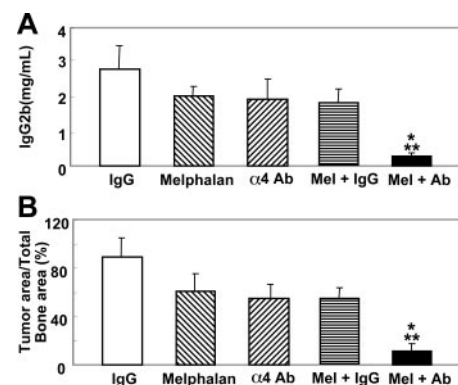 A
IgG2b(mg/mL)
4
3
2
1
0
IgG Melphalan α4 Ab Mel + IgG Mel + Ab
*
**
B
Tumor area/Total
Bone area (%)
120
80
40
0
IgG Melphalan α4 Ab Mel + IgG Mel + Ab
*
**